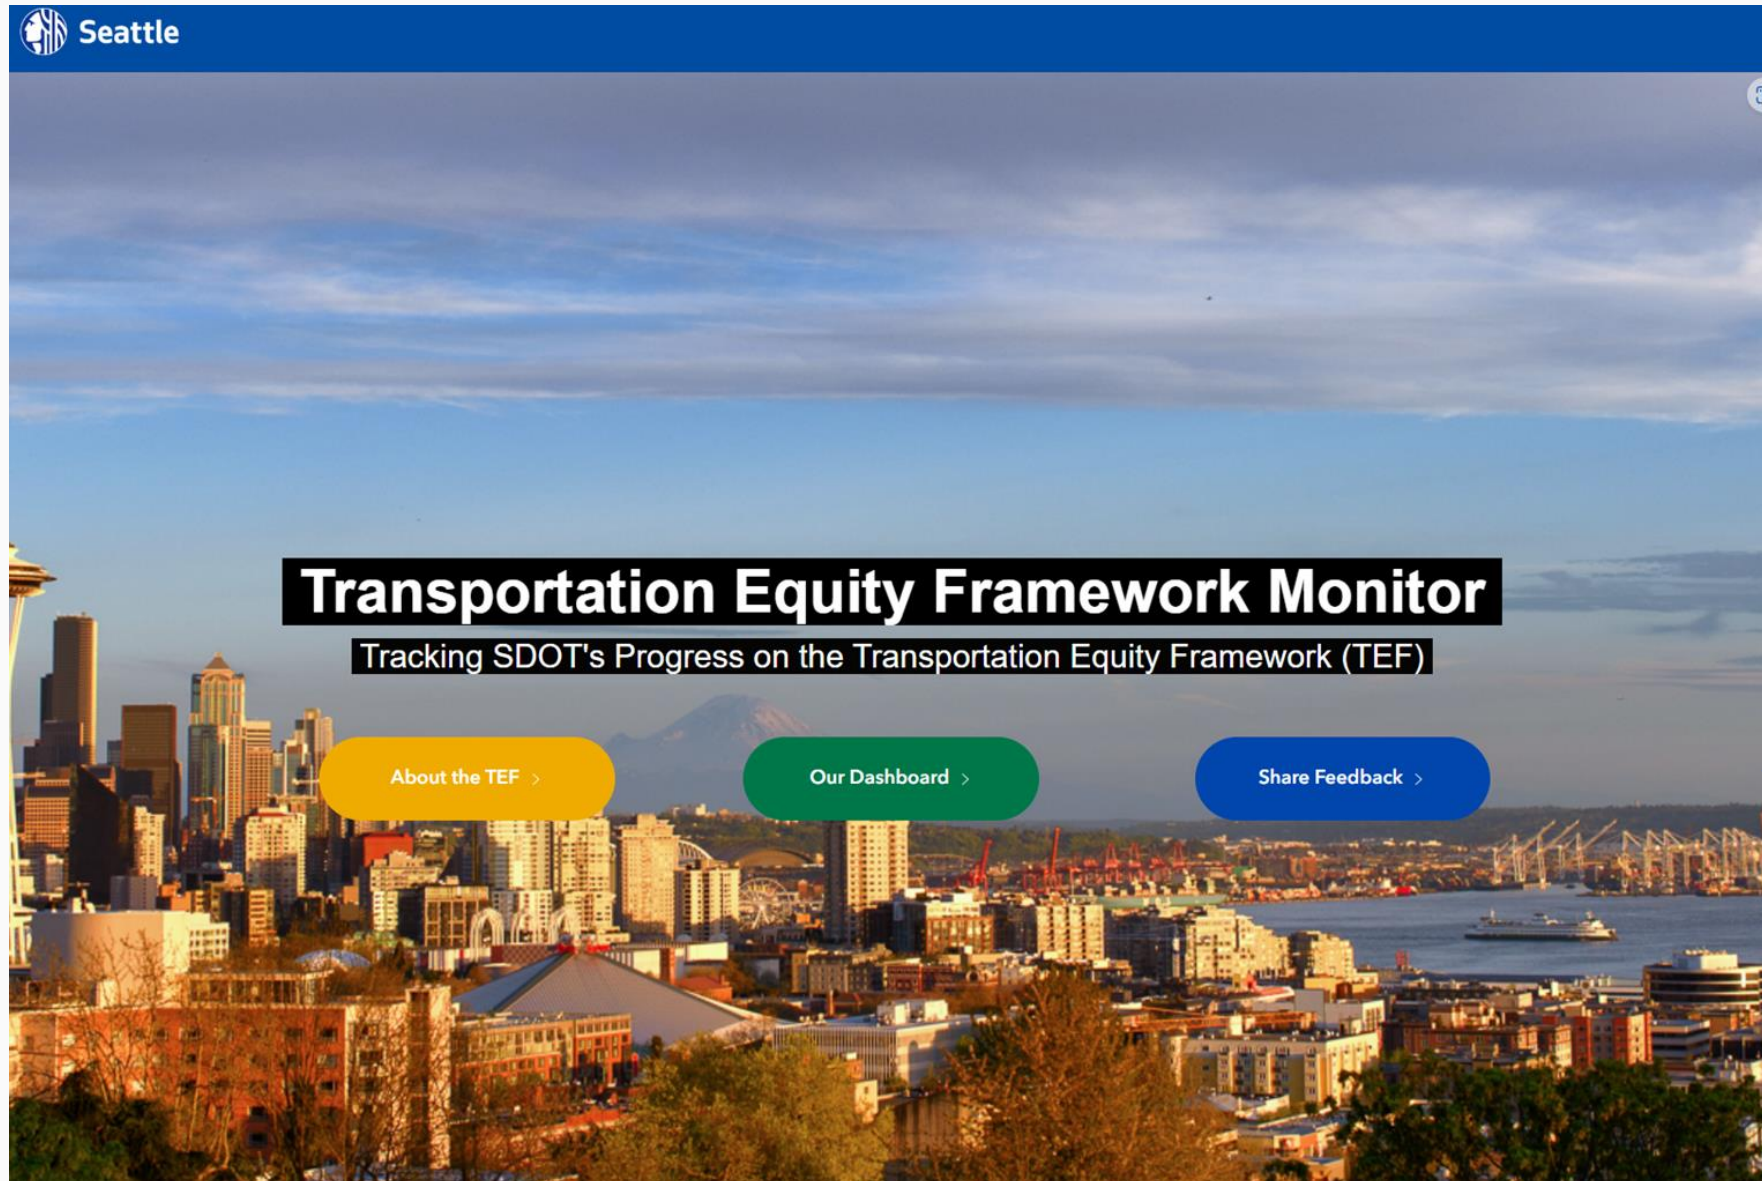 Seattle
Transportation Equity Framework Monitor
Tracking SDOT's Progress on the Transportation Equity Framework (TEF)
About the TEF >
Our Dashboard >
Share Feedback >